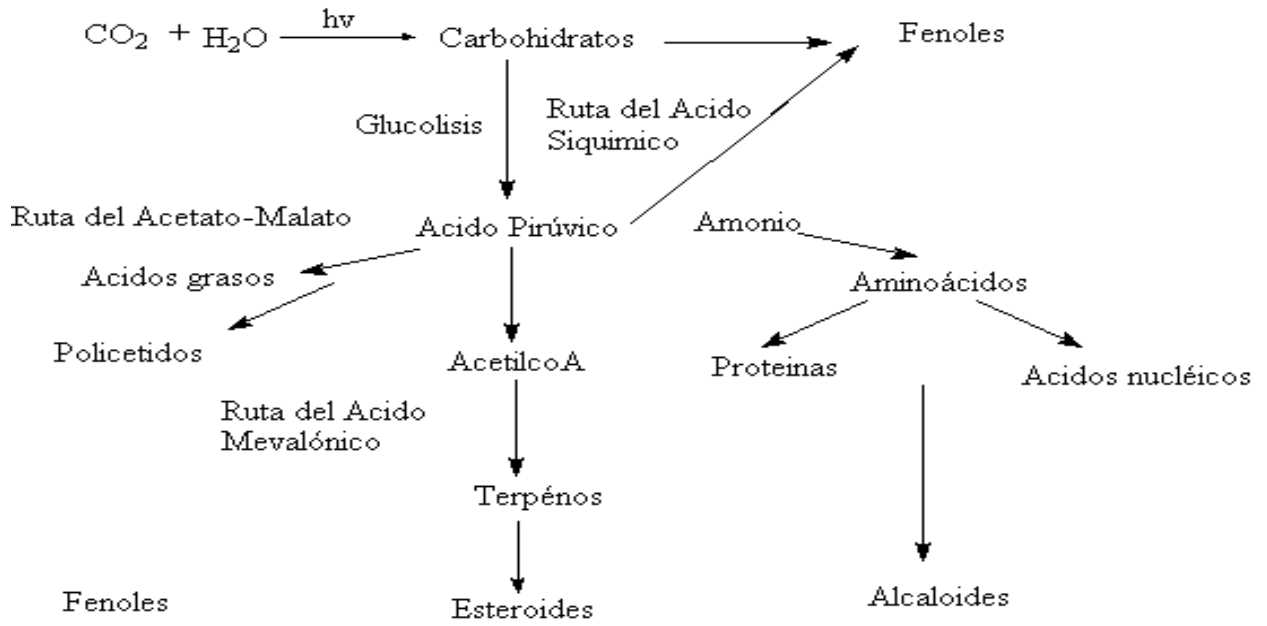 CO2 + H2O hv Carbohidratos Fenoles
Glucolisis
Ruta del Acido
Siquimico
Ruta del Acetato-Malato
Acido Pirúvico
Amonio
Acidos grasos
Aminoácidos
Policetidos
AcetilcoA
Proteinas
Acidos nucléicos
Ruta del Acido
Mevalónico
Terpénos
Fenoles
Esteroides
Alcaloides